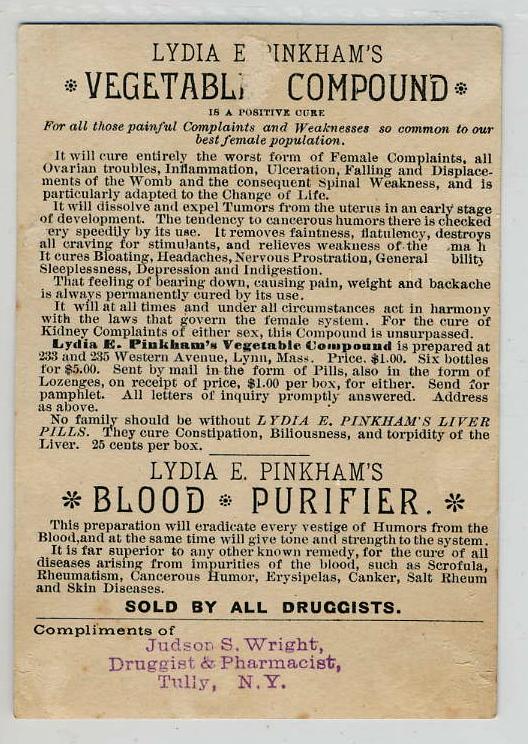 LYDIA E. PINKHAM'S
* VEGETABL COMPOUND *
IS A POSITIVE CURE
For all those painful Complaints and Weaknesses so common to our
best female population.
It will cure entirely the worst form of Female Complaints, all
Ovarian troubles, Inflammation, Ulceration, Falling and Displace-
ments of the Womb and the consequent Spinal Weakness, and is
particularly adapted to the Change of Life.
It will dissolve and expel Tumors from the uterus in an early stage
of development. The tendency to cancerous humors there is checked
ery speedily by its use. It removes faintness, flatulency, destroys
all craving for stimulants, and relieves weakness of the
It cures Bloating, Headaches, Nervous Prostration, General bility
Sleeplessness, Depression and Indigestion.
That feeling of bearing down, causing pain, weight and backache
is always permanently cured by its use.
It will at all times and under all circumstances act in harmony
with the laws that govern the female system. For the cure of
Kidney Complaints of either sex, this Compound is unsurpassed.
Lydia E. Pinkham's Vegetable Compound is prepared at
233 and 235 Western Avenue, Lynn, Mass. Price, $1.00. Six bottles
for $5.00. Sent by mail in the form of Pills, also in the form of
Lozenges, on receipt of price, $1.00 per box, for either. Send for
pamphlet. All letters of inquiry promptly answered. Address
as above.
No family should be without LYDIA E. PINKHAM'S LIVER
PILLS. They cure Constipation, Biliousness, and torpidity of the
Liver. 25 cents per box.
LYDIA E. PINKHAM'S
* BLOOD * PURIFIER. *
This preparation will eradicate every vestige of Humors from the
Blood,and at the same time will give tone and strength to the system.
It is far superior to any other known remedy, for the cure of all
diseases arising from impurities of the blood, such as Scrofula,
Rheumatism, Cancerous Humor, Erysipelas, Canker, Salt Rheum
and Skin Diseases.
SOLD BY ALL DRUGGISTS.
Compliments of
Judson S. Wright,
Druggist & Pharmacist,
Tully, N.Y.